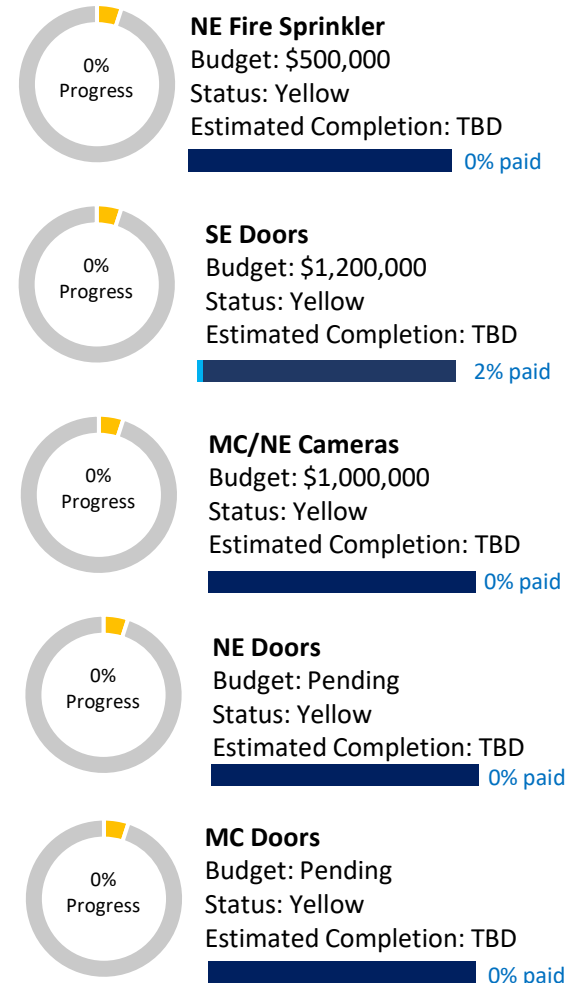 0%
Progress
NE Fire Sprinkler
Budget: $500,000
Status: Yellow
Estimated Completion: TBD
0% paid
0%
Progress
SE Doors
Budget: $1,200,000
Status: Yellow
Estimated Completion: TBD
2% paid
0%
Progress
MC/NE Cameras
Budget: $1,000,000
Status: Yellow
Estimated Completion: TBD
0% paid
0%
Progress
NE Doors
Budget: Pending
Status: Yellow
Estimated Completion: TBD
0% paid
0%
Progress
MC Doors
Budget: Pending
Status: Yellow
Estimated Completion: TBD
0% paid